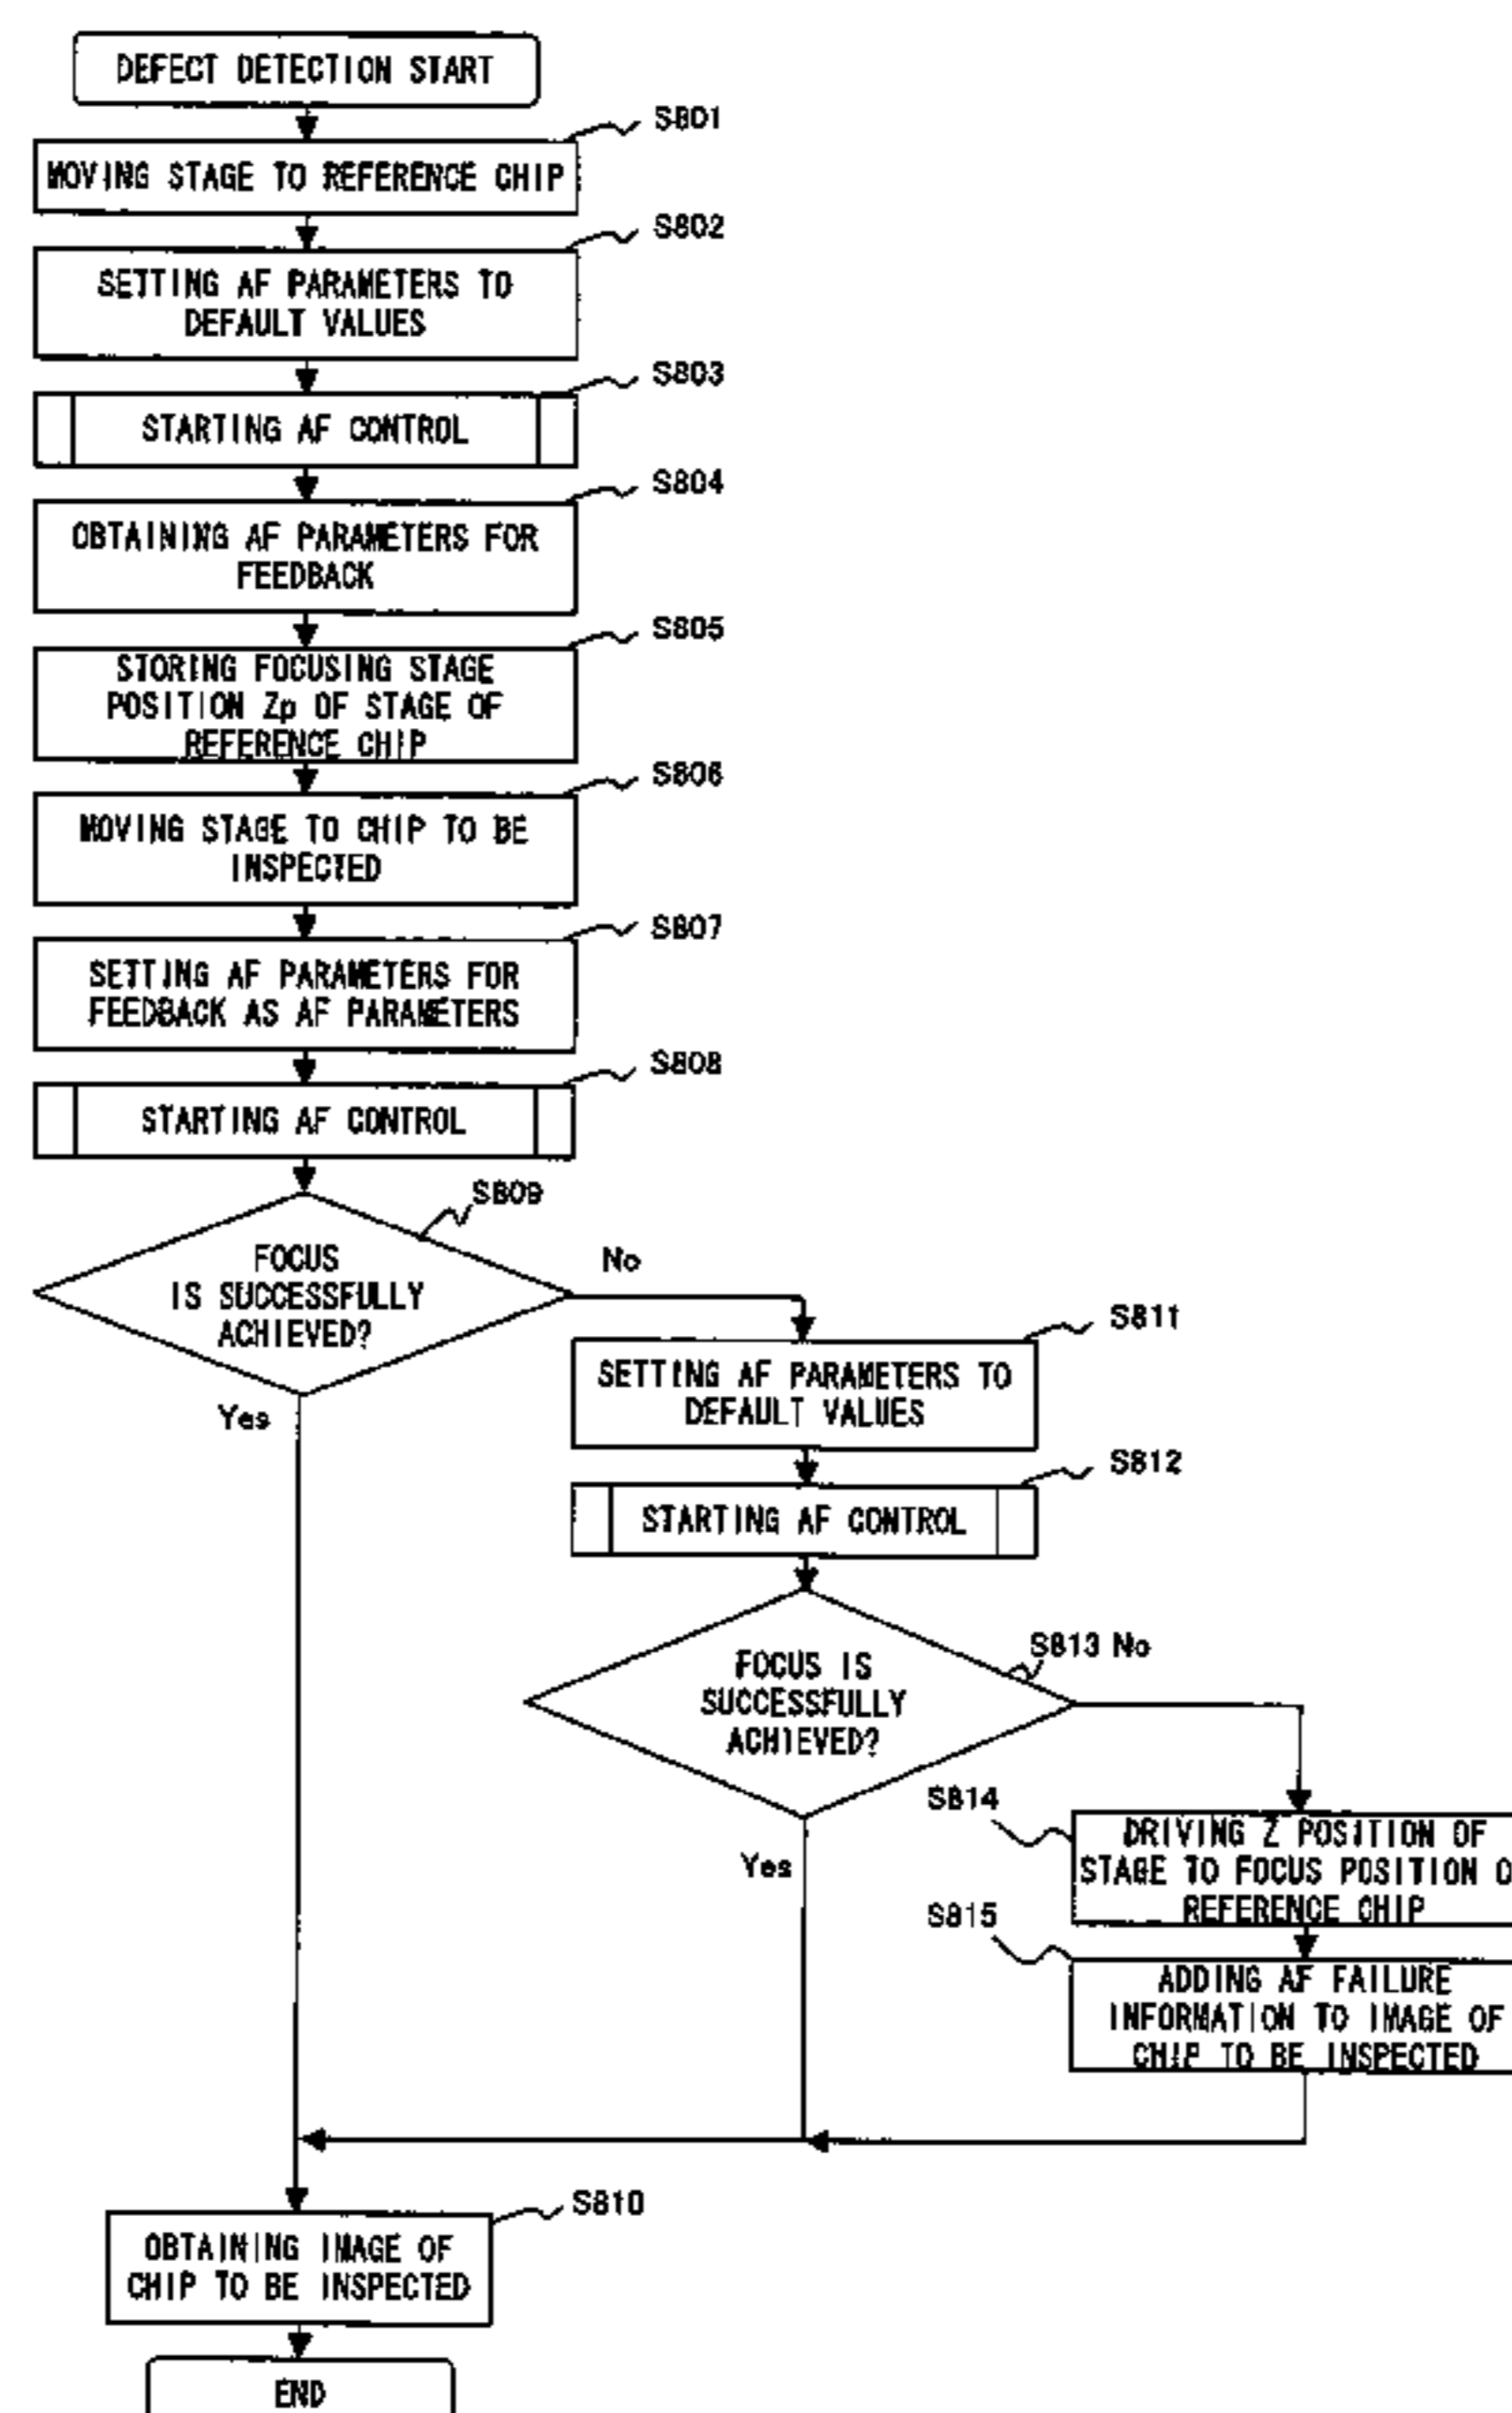 DEFECT DETECTION START
S801
MOVING STAGE TO REFERENCE CHIP
S802
SETTING AF PARAMETERS TO
DEFAULT VALUES
S803
STARTING AF CONTROL
S804
OBTAINING AF PARAMETERS FOR
FEEDBACK
S805
STORING FOCUSING STAGE
POSITION Zp OF STAGE OF
REFERENCE CHIP
S806
MOVING STAGE TO CHIP TO BE
INSPECTED
S807
SETTING AF PARAMETERS FOR
FEEDBACK AS AF PARAMETERS
S808
STARTING AF CONTROL
S809
FOCUS
IS SUCCESSFULLY
ACHIEVED?
No
Yes
S811
SETTING AF PARAMETERS TO
DEFAULT VALUES
S812
STARTING AF CONTROL
S813 No
FOCUS IS
SUCCESSFULLY
ACHIEVED?
Yes
S814
DRIVING Z POSITION OF
STAGE TO FOCUS POSITION
REFERENCE CHIP
S815
ADDING AF FAILURE
INFORMATION TO IMAGE OF
CHIP TO BE INSPECTED
S810
OBTAINING IMAGE OF
CHIP TO BE INSPECTED
END